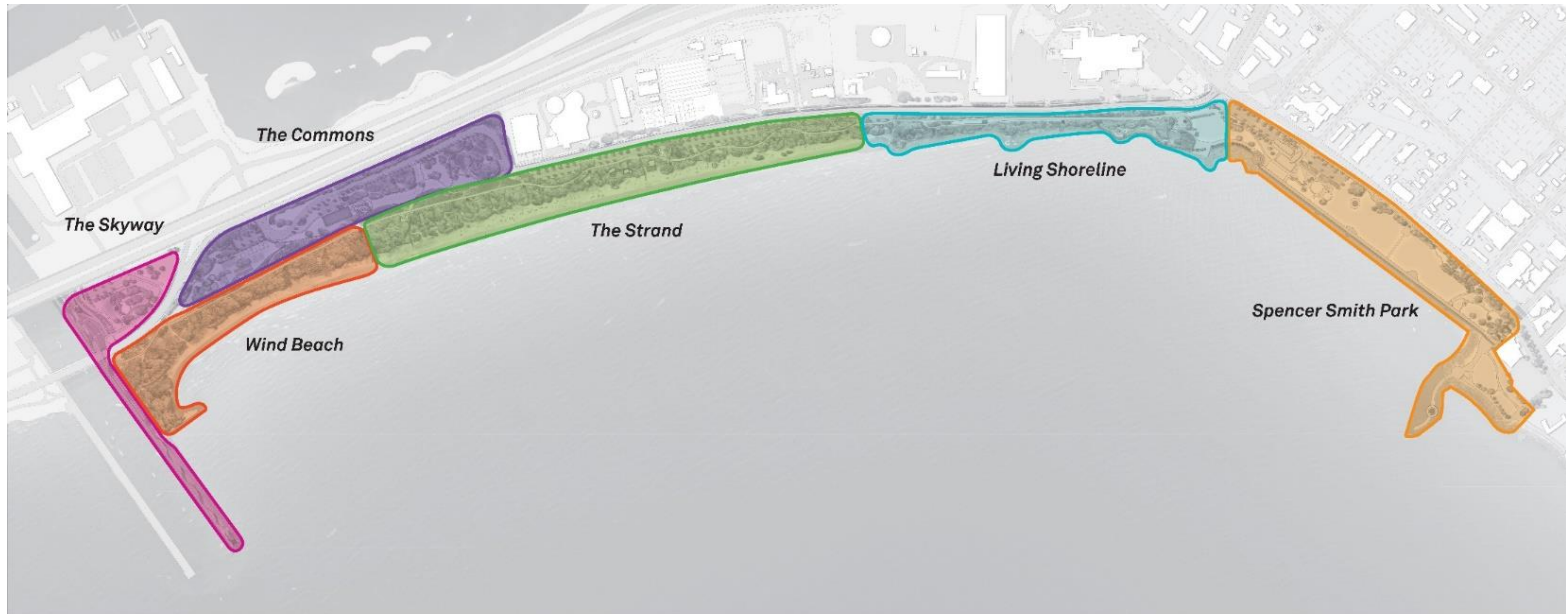 The Commons
Living Shoreline
The Skyway
The Strand
Spencer Smith Park
Wind Beach